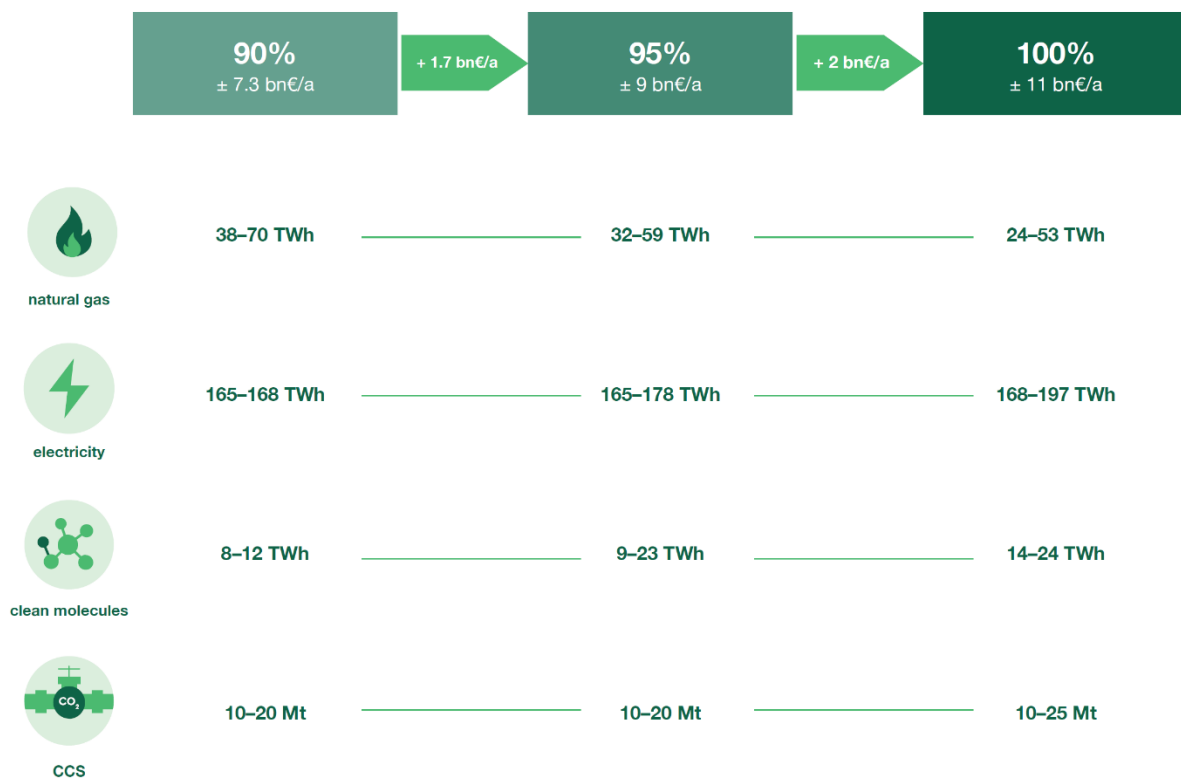 90%
± 7.3 bn€/a
+ 1.7 bn€/a
95%
± 9 bn€/a
+ 2 bn€/a
100%
± 11 bn€/a
38–70 TWh
32–59 TWh
24–53 TWh
natural gas
165–168 TWh
165–178 TWh
168–197 TWh
electricity
8–12 TWh
9–23 TWh
14–24 TWh
clean molecules
CO₂
10–20 Mt
10–20 Mt
10–25 Mt
CCS